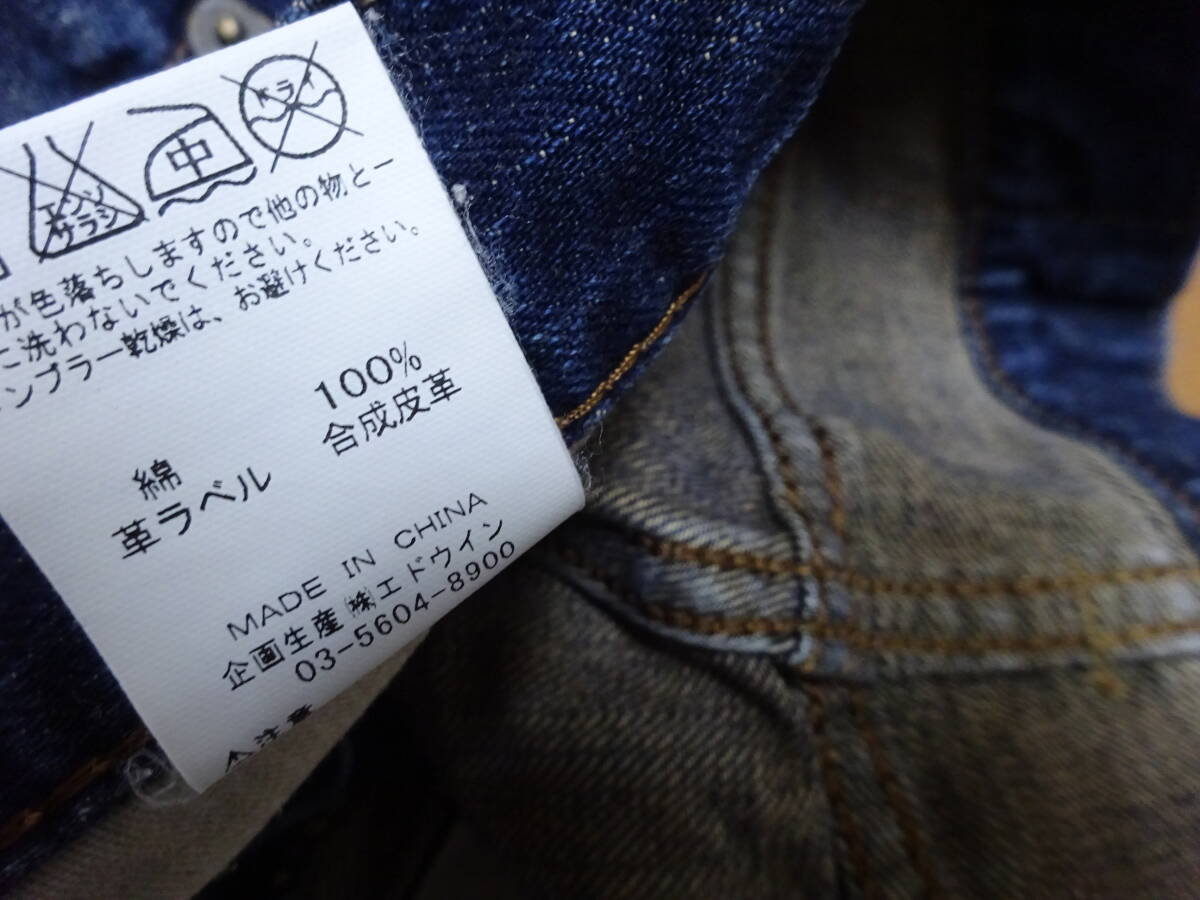 エンソ
サラシ
中
ドライ
が色落ちしますので他の物と一
に洗わないでください。
ンブラー乾燥は、お避けください。
綿 100%
革ラベル 合成皮革
MADE IN CHINA
企画生産 ㈱エドウイン
03-5604-8900
注意